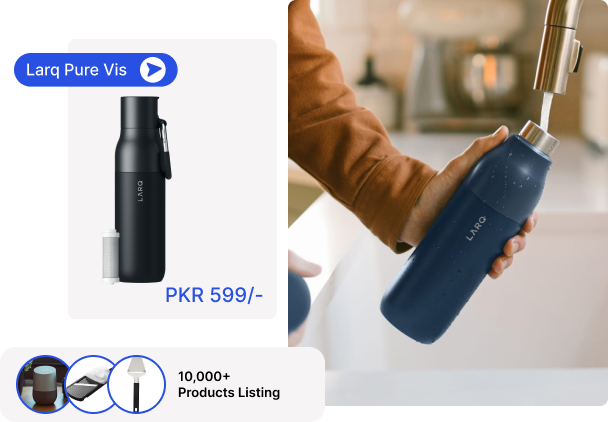 Larq Pure Vis
LARQ
PKR 599/-
LARQ
10,000+
Products Listing